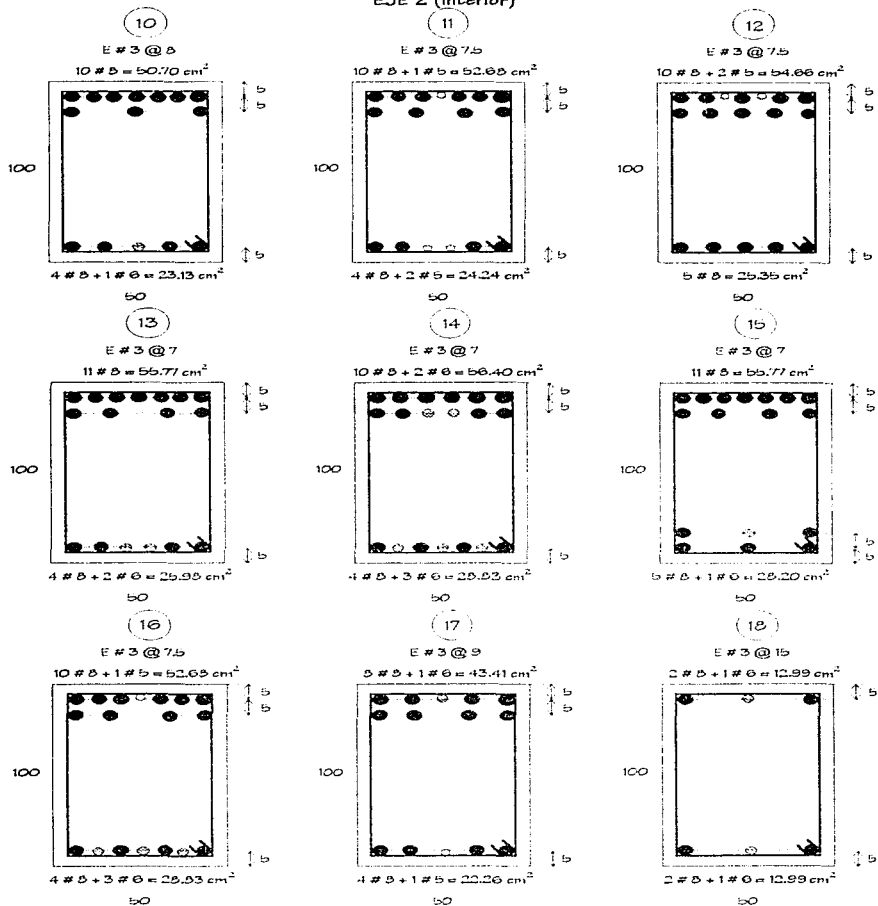 EJE 2 (interior)
10
E # 3 @ 8
10 # 8 = 50.70 cm²
5
5
100
5
4 # 8 + 1 # 6 = 23.13 cm²
50
11
E # 3 @ 7.5
10 # 8 + 1 # 5 = 52.68 cm²
5
5
100
5
4 # 8 + 2 # 5 = 24.24 cm²
50
12
E # 3 @ 7.5
10 # 8 + 2 # 5 = 54.66 cm²
5
5
100
5
5 # 8 = 25.35 cm²
50
13
E # 3 @ 7
11 # 8 = 55.77 cm²
5
5
100
5
4 # 8 + 2 # 6 = 25.98 cm²
50
14
E # 3 @ 7
10 # 8 + 2 # 6 = 56.40 cm²
5
5
100
5
4 # 8 + 3 # 6 = 28.83 cm²
50
15
E # 3 @ 7
11 # 8 = 55.77 cm²
5
5
100
5
5
5 # 8 + 1 # 6 = 28.20 cm²
50
16
E # 3 @ 7.5
10 # 8 + 1 # 5 = 52.68 cm²
5
5
100
5
4 # 8 + 3 # 6 = 28.83 cm²
50
17
E # 3 @ 9
8 # 8 + 1 # 6 = 43.41 cm²
5
5
100
5
4 # 8 + 1 # 5 = 22.26 cm²
50
18
E # 3 @ 15
2 # 8 + 1 # 6 = 12.99 cm²
5
100
5
2 # 8 + 1 # 6 = 12.99 cm²
50